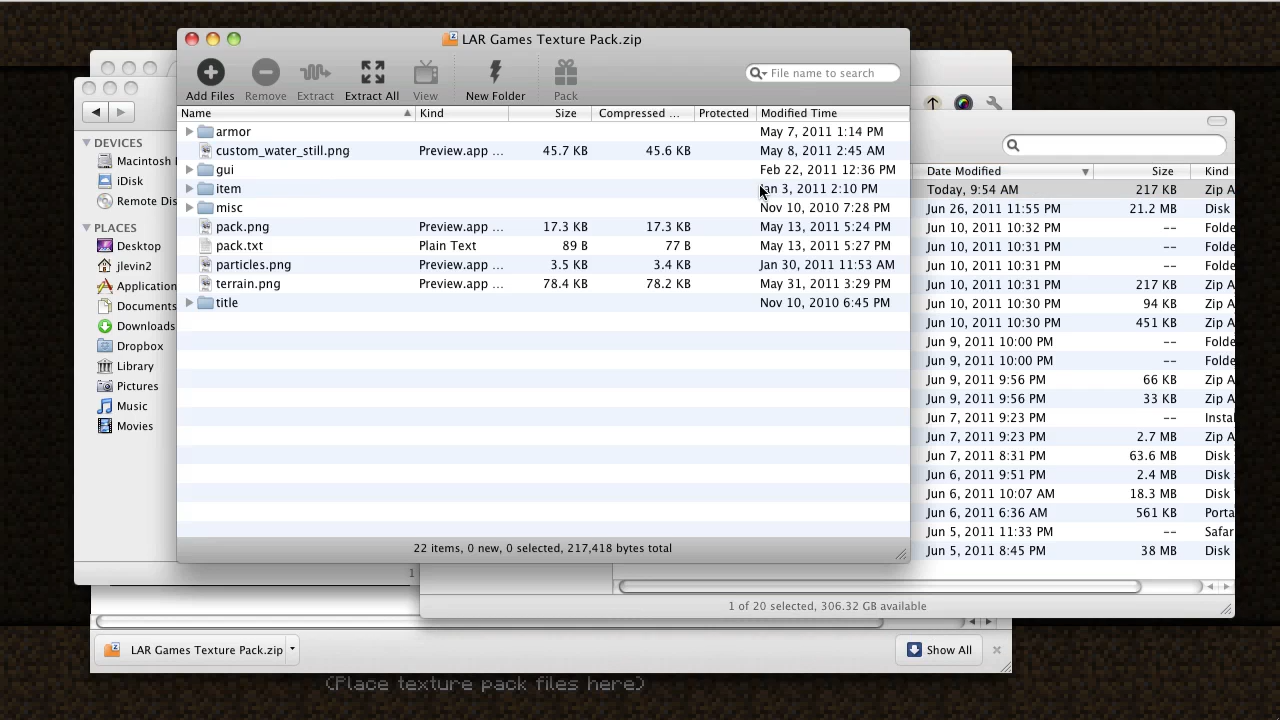 LAR Games Texture Pack.zip
Add Files Remove Extract Extract All View New Folder Pack
File name to search
Name Kind Size Compressed ... Protected Modified Time
armor May 7, 2011 1:14 PM
custom_water_still.png Preview.app ... 45.7 KB 45.6 KB May 8, 2011 2:45 AM
gui Feb 22, 2011 12:36 PM
item Jan 3, 2011 2:10 PM
misc Nov 10, 2010 7:28 PM
pack.png Preview.app ... 17.3 KB 17.3 KB May 13, 2011 5:24 PM
pack.txt Plain Text 89 B 77 B May 13, 2011 5:27 PM
particles.png Preview.app ... 3.5 KB 3.4 KB Jan 30, 2011 11:53 AM
terrain.png Preview.app ... 78.4 KB 78.2 KB May 31, 2011 3:29 PM
title Nov 10, 2010 6:45 PM
22 items, 0 new, 0 selected, 217,418 bytes total
DEVICES
Macintosh
iDisk
Remote Dis
PLACES
Desktop
jlevin2
Application
Documents
Downloads
Dropbox
Library
Pictures
Music
Movies
1
Date Modified Size Kind
Today, 9:54 AM 217 KB Zip A
Jun 26, 2011 11:55 PM 21.2 MB Disk
Jun 10, 2011 10:32 PM -- Folde
Jun 10, 2011 10:31 PM -- Folde
Jun 10, 2011 10:31 PM -- Folde
Jun 10, 2011 10:31 PM 217 KB Zip A
Jun 10, 2011 10:30 PM 94 KB Zip A
Jun 10, 2011 10:30 PM 451 KB Zip A
Jun 9, 2011 10:00 PM -- Folde
Jun 9, 2011 10:00 PM -- Folde
Jun 9, 2011 9:56 PM 66 KB Zip A
Jun 9, 2011 9:56 PM 33 KB Zip A
Jun 7, 2011 9:23 PM -- Insta
Jun 7, 2011 9:23 PM 2.7 MB Zip A
Jun 7, 2011 8:31 PM 63.6 MB Disk
Jun 6, 2011 9:51 PM 2.4 MB Disk
Jun 6, 2011 10:07 AM 18.3 MB Disk
Jun 6, 2011 6:36 AM 561 KB Porta
Jun 5, 2011 11:33 PM -- Safar
Jun 5, 2011 8:45 PM 38 MB Disk
1 of 20 selected, 306.32 GB available
LAR Games Texture Pack.zip
Show All
(Place texture pack files here)